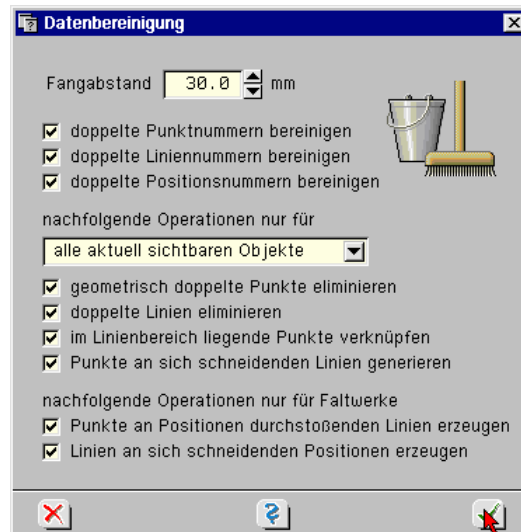 Datenbereinigung
Fangabstand 30.0 mm
doppelte Punktnummern bereinigen
doppelte Liniennummern bereinigen
doppelte Positionsnummern bereinigen
nachfolgende Operationen nur für
alle aktuell sichtbaren Objekte
geometrisch doppelte Punkte eliminieren
doppelte Linien eliminieren
im Linienbereich liegende Punkte verknüpfen
Punkte an sich schneidenden Linien generieren
nachfolgende Operationen nur für Faltwerke
Punkte an Positionen durchstoßenden Linien erzeugen
Linien an sich schneidenden Positionen erzeugen